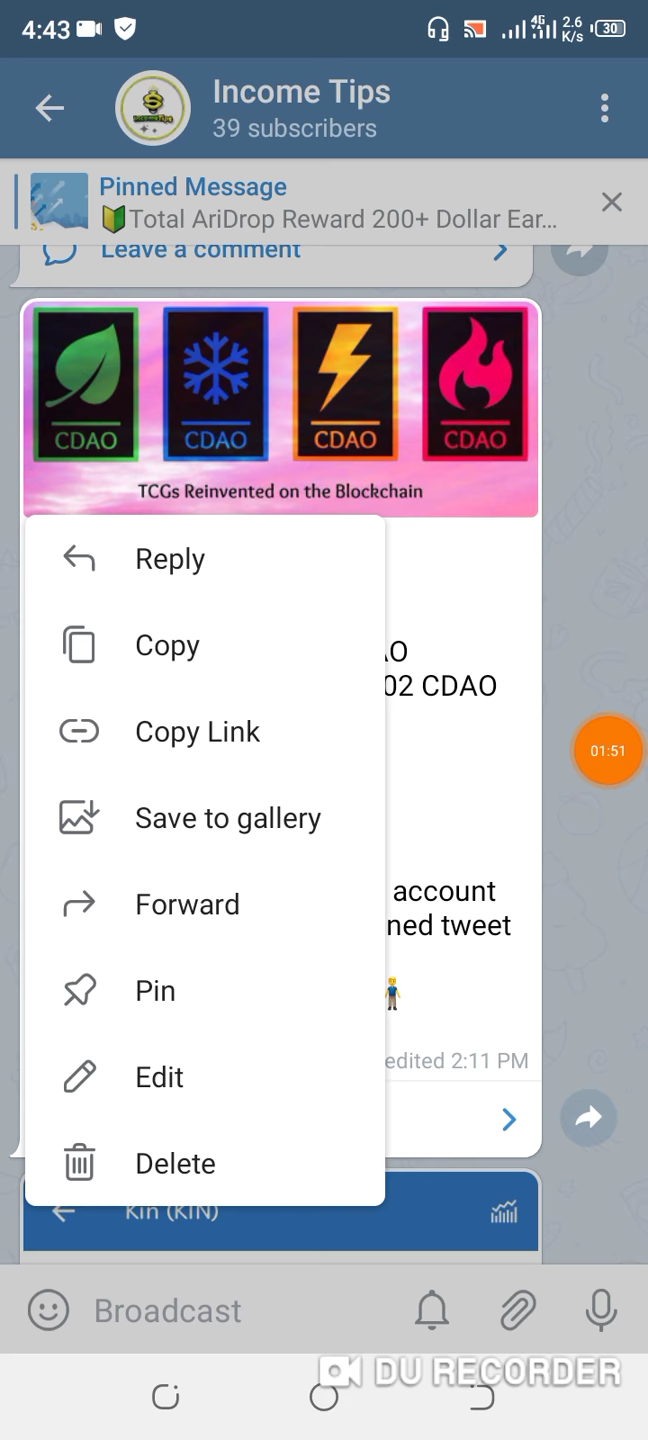 4:43
4G
2.6
K/s
30
Income Tips
39 subscribers
Pinned Message
Total AriDrop Reward 200+ Dollar Ear...
Leave a comment
CDAO CDAO CDAO CDAO
TCGs Reinvented on the Blockchain
Reply
Copy
02 CDAO
Copy Link
01:51
Save to gallery
account
Forward
ned tweet
Pin
edited 2:11 PM
Edit
Delete
Kin (KIN)
Broadcast
DU RECORDER